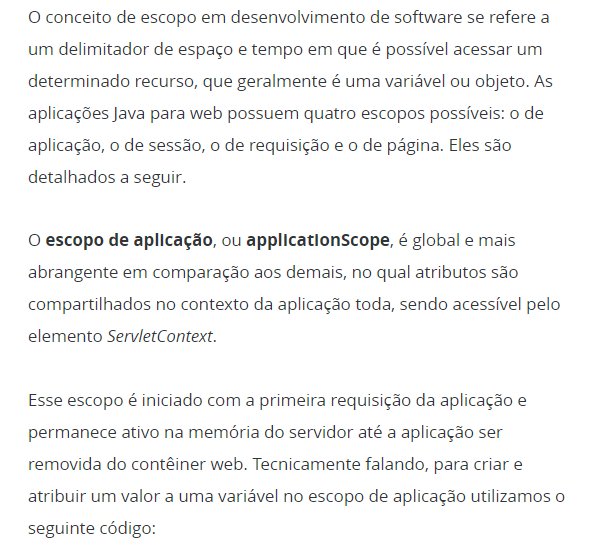 O conceito de escopo em desenvolvimento de software se refere a
um delimitador de espaço e tempo em que é possível acessar um
determinado recurso, que geralmente é uma variável ou objeto. As
aplicações Java para web possuem quatro escopos possíveis: o de
aplicação, o de sessão, o de requisição e o de página. Eles são
detalhados a seguir.
O escopo de aplicação, ou applicationScope, é global e mais
abrangente em comparação aos demais, no qual atributos são
compartilhados no contexto da aplicação toda, sendo acessível pelo
elemento ServletContext.
Esse escopo é iniciado com a primeira requisição da aplicação e
permanece ativo na memória do servidor até a aplicação ser
removida do contêiner web. Tecnicamente falando, para criar e
atribuir um valor a uma variável no escopo de aplicação utilizamos o
seguinte código: